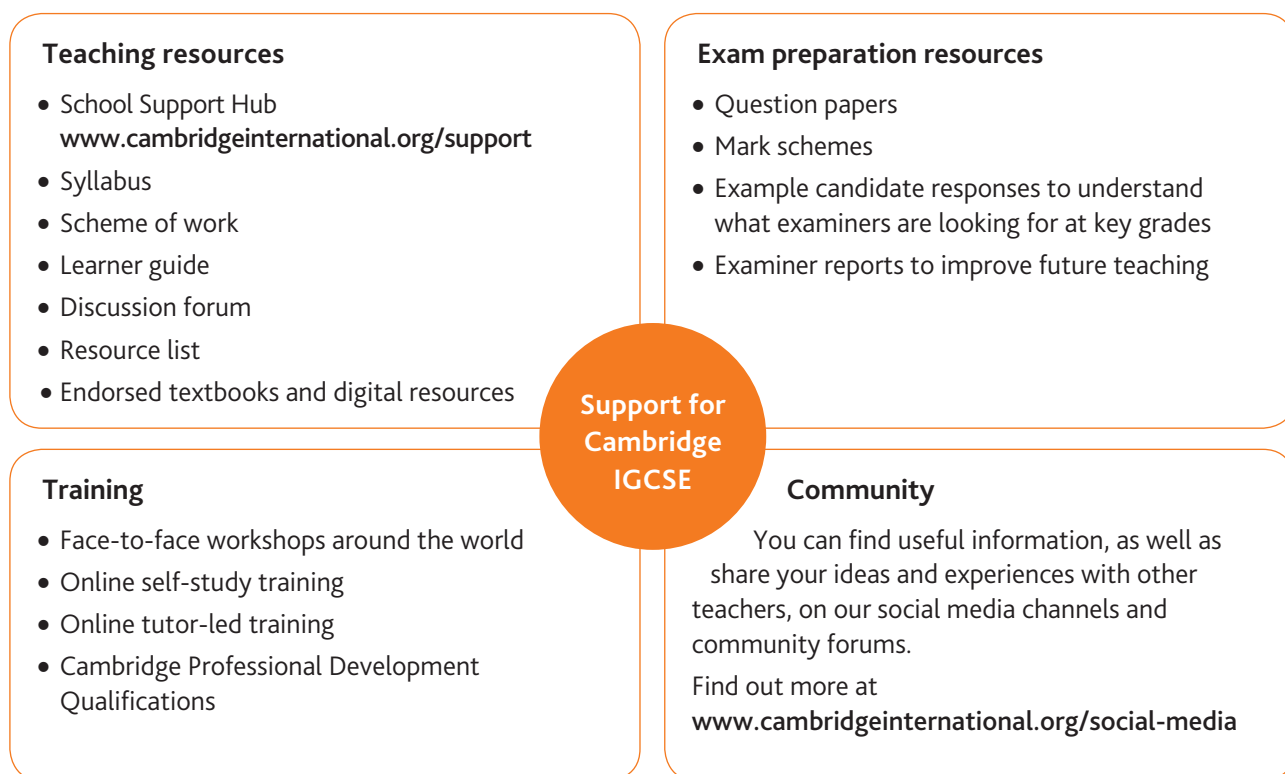 Teaching resources
• School Support Hub
www.cambridgeinternational.org/support
• Syllabus
• Scheme of work
• Learner guide
• Discussion forum
• Resource list
• Endorsed textbooks and digital resources
Exam preparation resources
• Question papers
• Mark schemes
• Example candidate responses to understand
what examiners are looking for at key grades
• Examiner reports to improve future teaching
Support for
Cambridge
IGCSE
Training
• Face-to-face workshops around the world
• Online self-study training
• Online tutor-led training
• Cambridge Professional Development
Qualifications
Community
You can find useful information, as well as
share your ideas and experiences with other
teachers, on our social media channels and
community forums.
Find out more at
www.cambridgeinternational.org/social-media